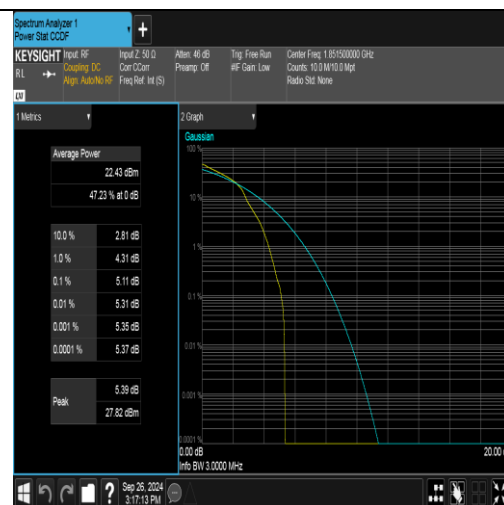 Spectrum Analyzer 1
Power Stat CCDF
+
KEYSIGHT
RL
LXI
Input: RF
Coupling: DC
Align: Auto/No RF
Input Z: 50 Ω
Corr CCorr
Freq Ref: Int (S)
Atten: 46 dB
Preamp: Off
Trig: Free Run
#IF Gain: Low
Center Freq: 1.851500000 GHz
Counts: 10.0 M/10.0 Mpt
Radio Std: None
1 Metrics
Average Power
22.43 dBm
47.23 % at 0 dB
10.0 % 2.81 dB
1.0 % 4.31 dB
0.1 % 5.11 dB
0.01 % 5.31 dB
0.001 % 5.35 dB
0.0001 % 5.37 dB
Peak
5.39 dB
27.82 dBm
2 Graph
Gaussian
100 %
10 %
1 %
0.1 %
0.01 %
0.001 %
0.0001 %
0.00 dB
20.00
Info BW 3.0000 MHz
?
Sep 26, 2024
3:17:13 PM